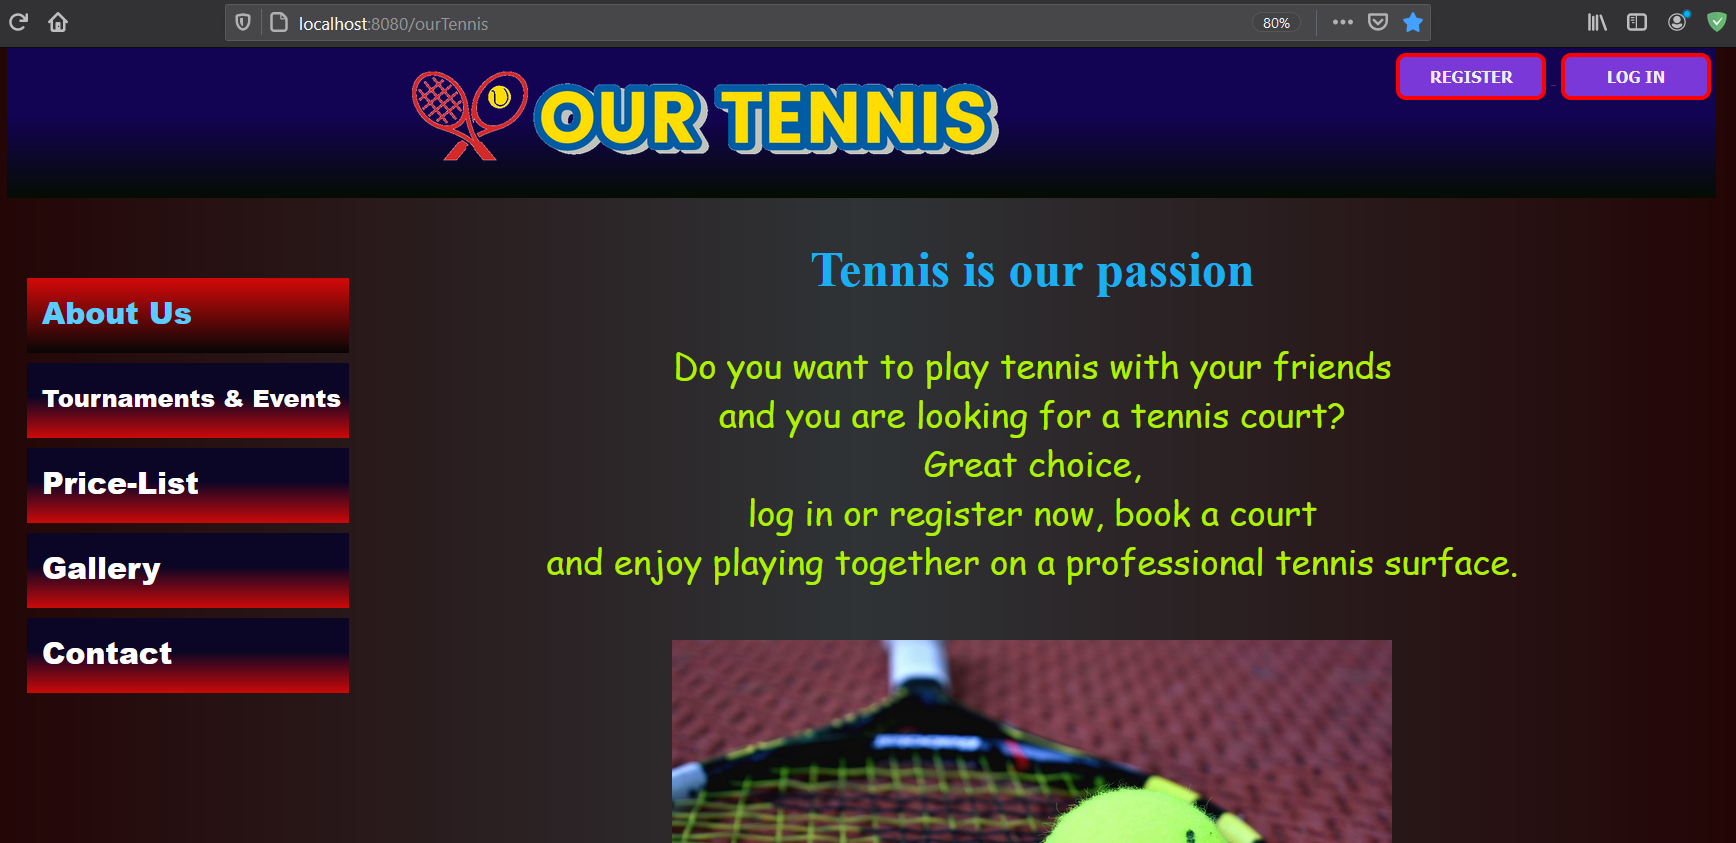 localhost:8080/ourTennis
80%
OUR TENNIS
REGISTER
LOG IN
Tennis is our passion
About Us
Tournaments & Events
Price-List
Gallery
Contact
Do you want to play tennis with your friends
and you are looking for a tennis court?
Great choice,
log in or register now, book a court
and enjoy playing together on a professional tennis surface.